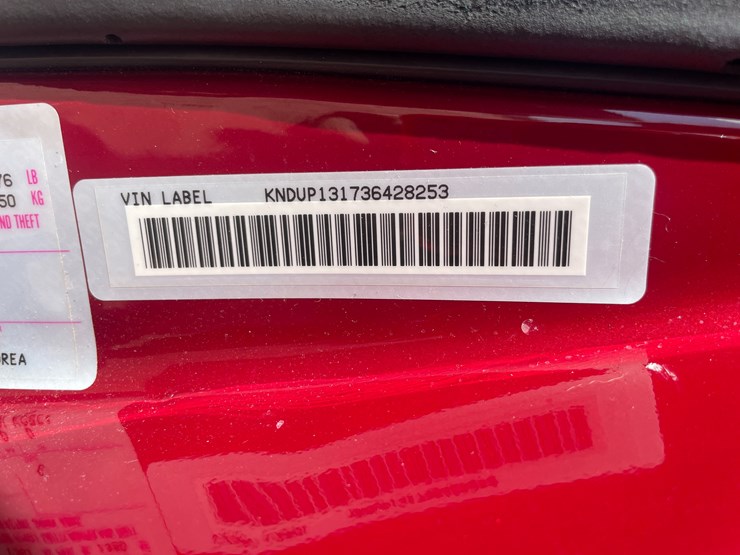 VIN LABEL KNDUP131736428253
76 LB
50 KG
ND THEFT
REA